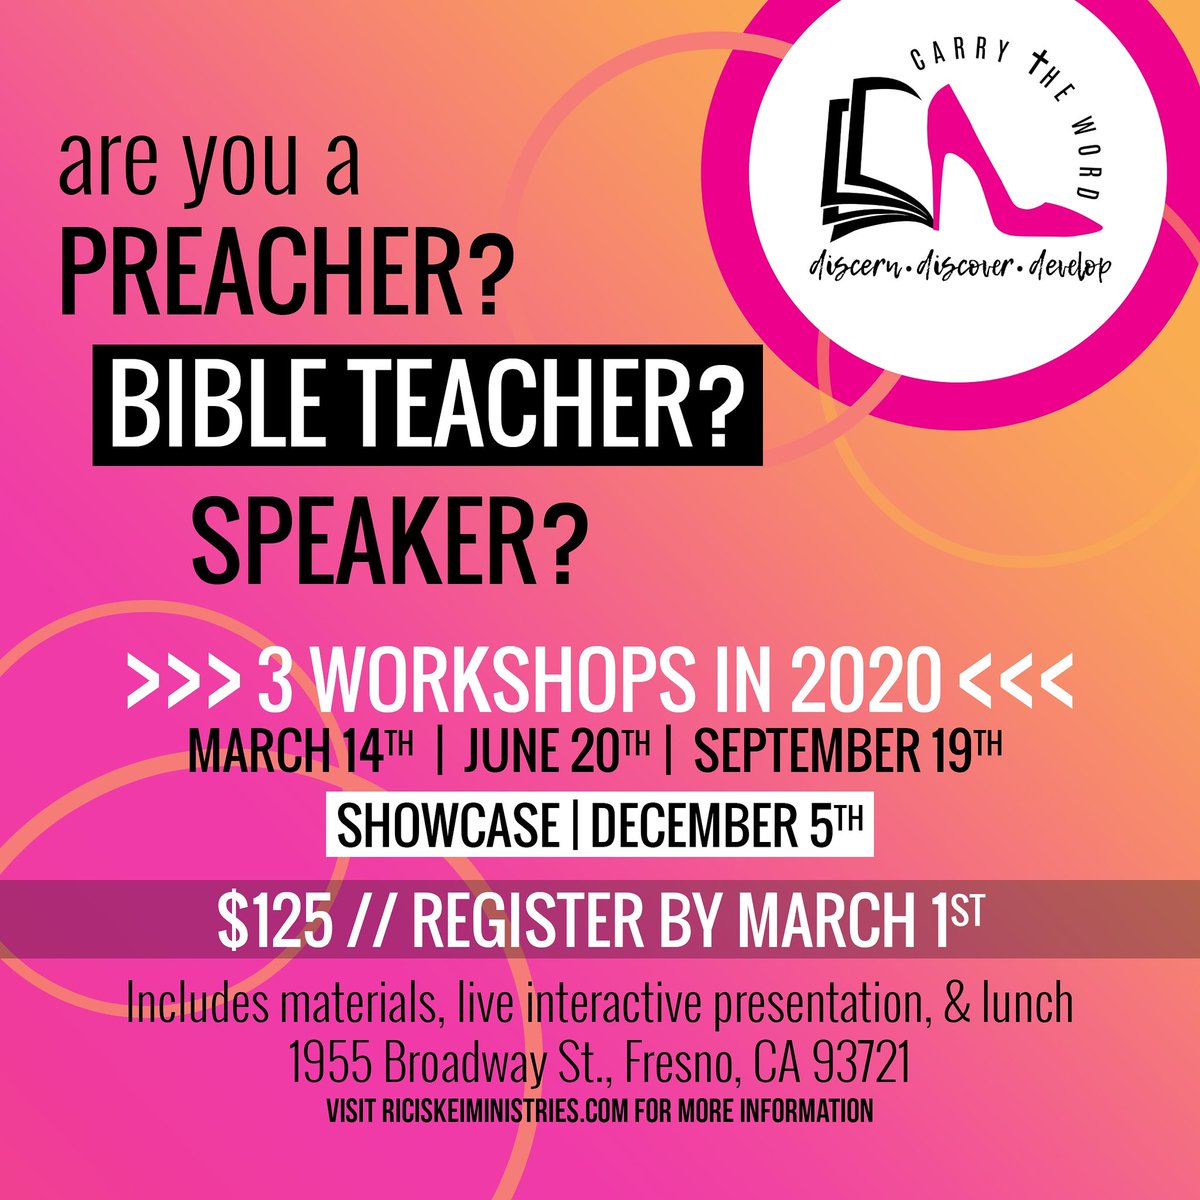 CARRY THE WORD
discern • discover • develop
are you a
PREACHER?
BIBLE TEACHER?
SPEAKER?
>>> 3 WORKSHOPS IN 2020 <<<
MARCH 14TH | JUNE 20TH | SEPTEMBER 19TH
SHOWCASE | DECEMBER 5TH
$125 // REGISTER BY MARCH 1ST
Includes materials, live interactive presentation, & lunch
1955 Broadway St., Fresno, CA 93721
VISIT RICISKEIMINISTRIES.COM FOR MORE INFORMATION